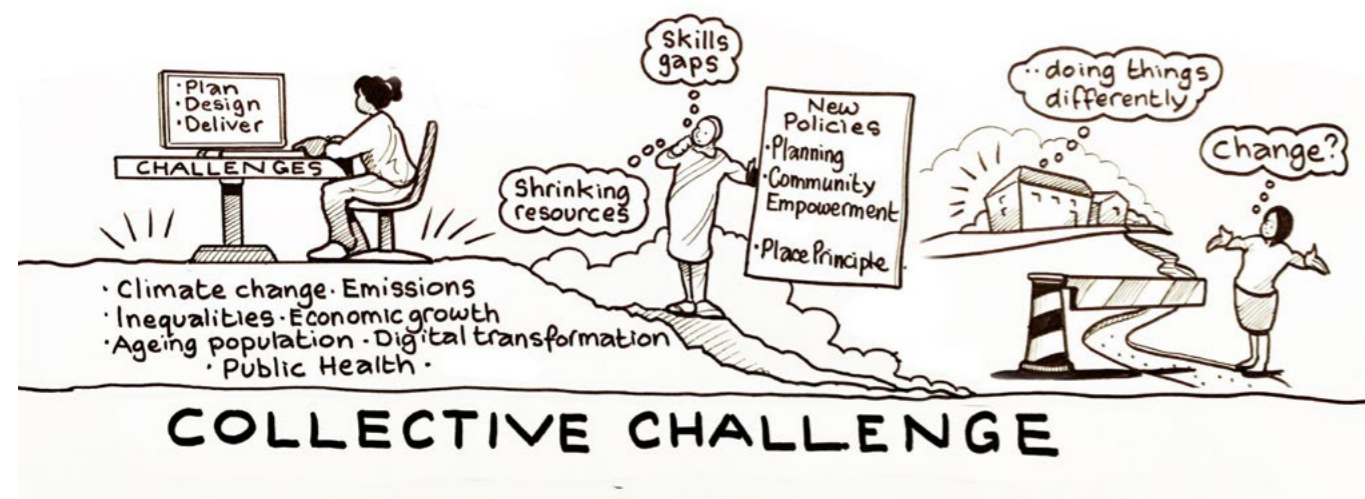 · Plan
· Design
· Deliver
CHALLENGES
· Climate change · Emissions
· Inequalities · Economic growth
· Ageing population · Digital transformation
· Public Health ·
skills
gaps
Shrinking
resources
New
Policies
· Planning
· Community
Empowerment
· Place Principle
.. doing things
differently
Change?
COLLECTIVE CHALLENGE